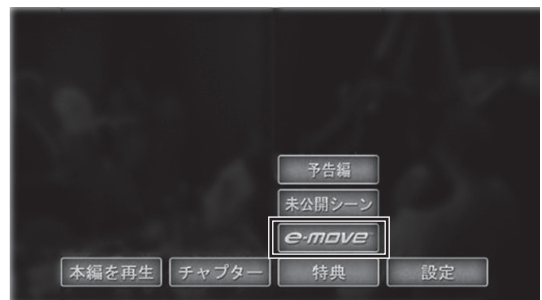 予告編
未公開シーン
e-move
本編を再生 チャプター 特典 設定